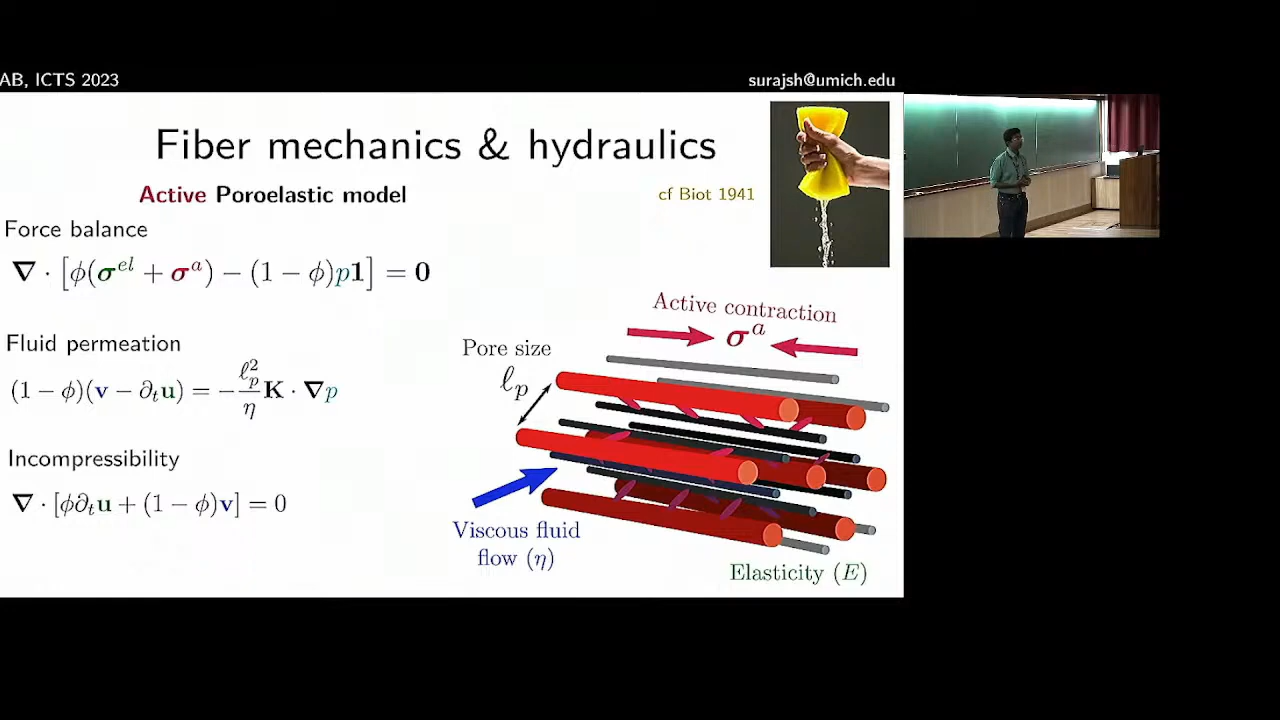 AB, ICTS 2023
surajsh@umich.edu
Fiber mechanics & hydraulics
Active Poroelastic model
cf Biot 1941
Force balance
∇ · [ϕ(σ^{el} + σ^a) − (1 − ϕ)p1] = 0
Fluid permeation
(1 − ϕ)(v − ∂_t u) = −\frac{ℓ_p^2}{η} K · ∇p
Incompressibility
∇ · [ϕ∂_t u + (1 − ϕ)v] = 0
Active contraction
σ^a
Pore size
ℓ_p
Viscous fluid
flow (η)
Elasticity (E)